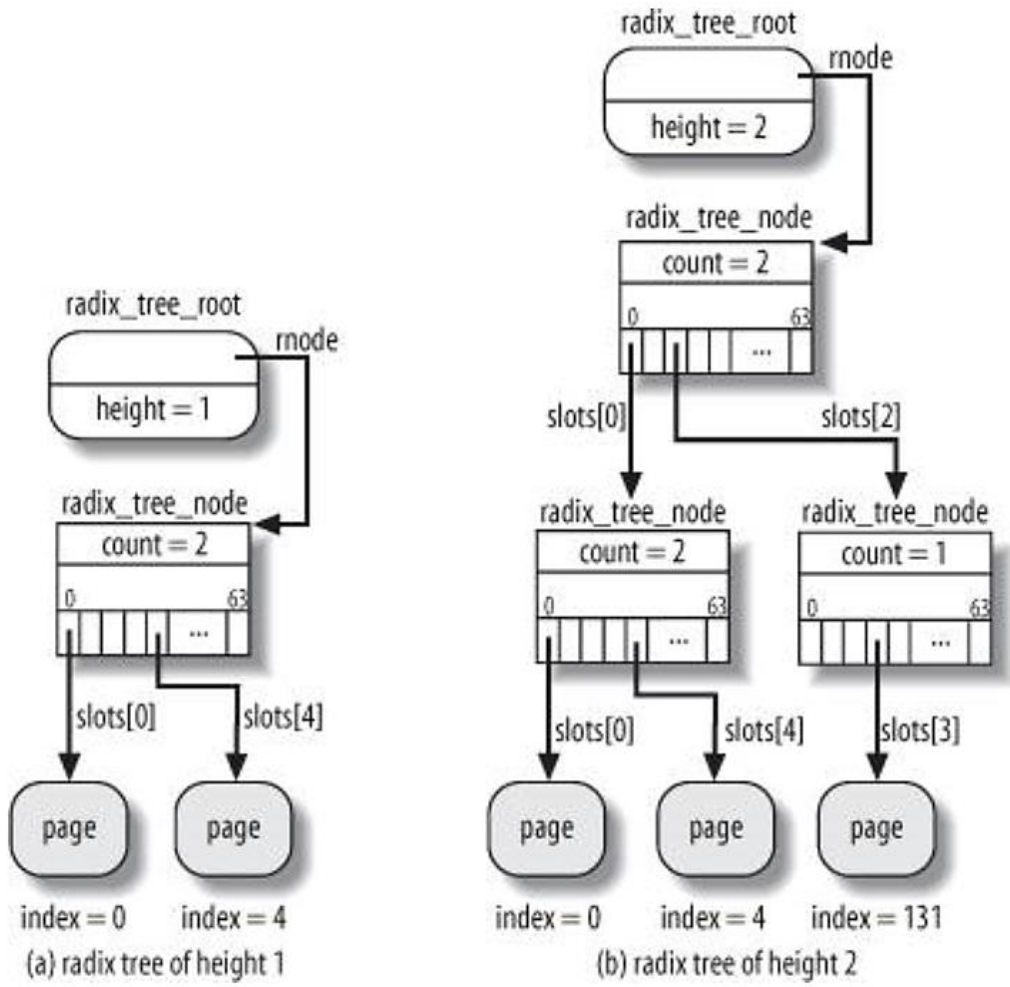 radix_tree_root
rnode
height = 1
radix_tree_node
count = 2
0 63
...
slots[0] slots[4]
page page
index = 0 index = 4
(a) radix tree of height 1
radix_tree_root
rnode
height = 2
radix_tree_node
count = 2
0 63
...
slots[0] slots[2]
radix_tree_node radix_tree_node
count = 2 count = 1
0 63 0 63
... ...
slots[0] slots[4] slots[3]
page page page
index = 0 index = 4 index = 131
(b) radix tree of height 2